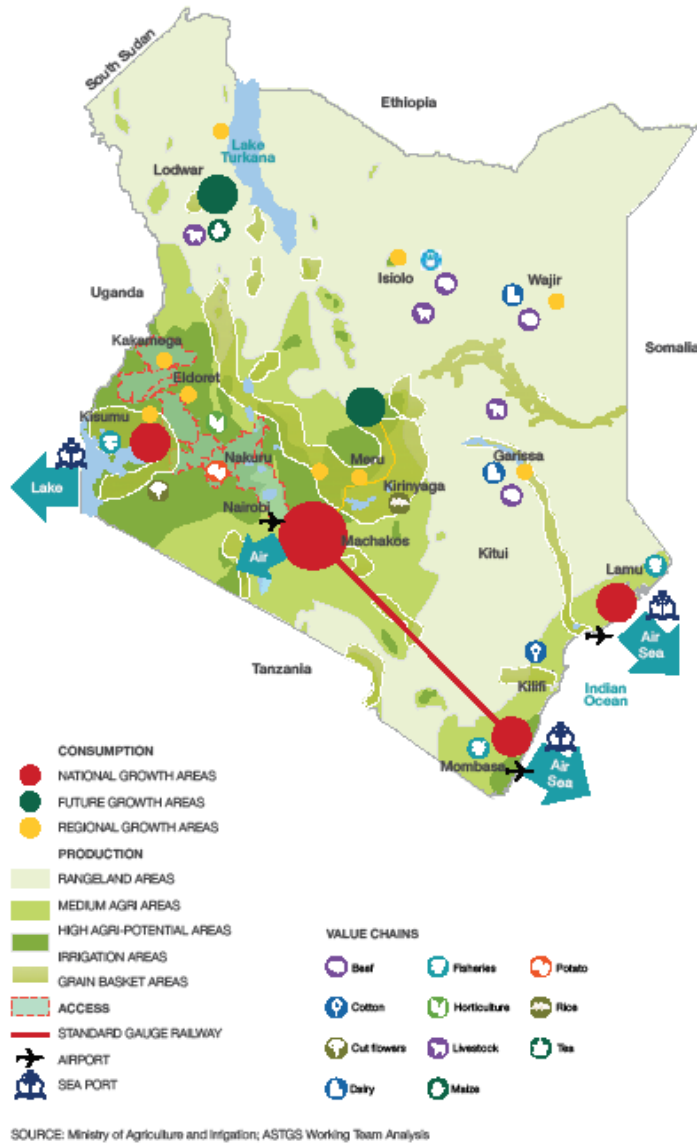 South Sudan
Ethiopia
Lake
Turkana
Lodwar
Isiolo
Wajir
Uganda
Somalia
Kakamega
Eldoret
Kisumu
Nakuru
Meru
Garissa
Kirinyaga
Lake
Nairobi
Machakos
Air
Kitui
Lamu
Air
Sea
Tanzania
Kilifi
Indian
Ocean
Mombasa
Air
Sea
CONSUMPTION
NATIONAL GROWTH AREAS
FUTURE GROWTH AREAS
REGIONAL GROWTH AREAS
PRODUCTION
RANGELAND AREAS
MEDIUM AGRI AREAS
HIGH AGRI-POTENTIAL AREAS
IRRIGATION AREAS
GRAIN BASKET AREAS
ACCESS
STANDARD GAUGE RAILWAY
AIRPORT
SEA PORT
VALUE CHAINS
Beef
Fisheries
Potato
Cotton
Horticulture
Rice
Cut flowers
Livestock
Tea
Dairy
Maize
SOURCE: Ministry of Agriculture and Irrigation; ASTGS Working Team Analysis